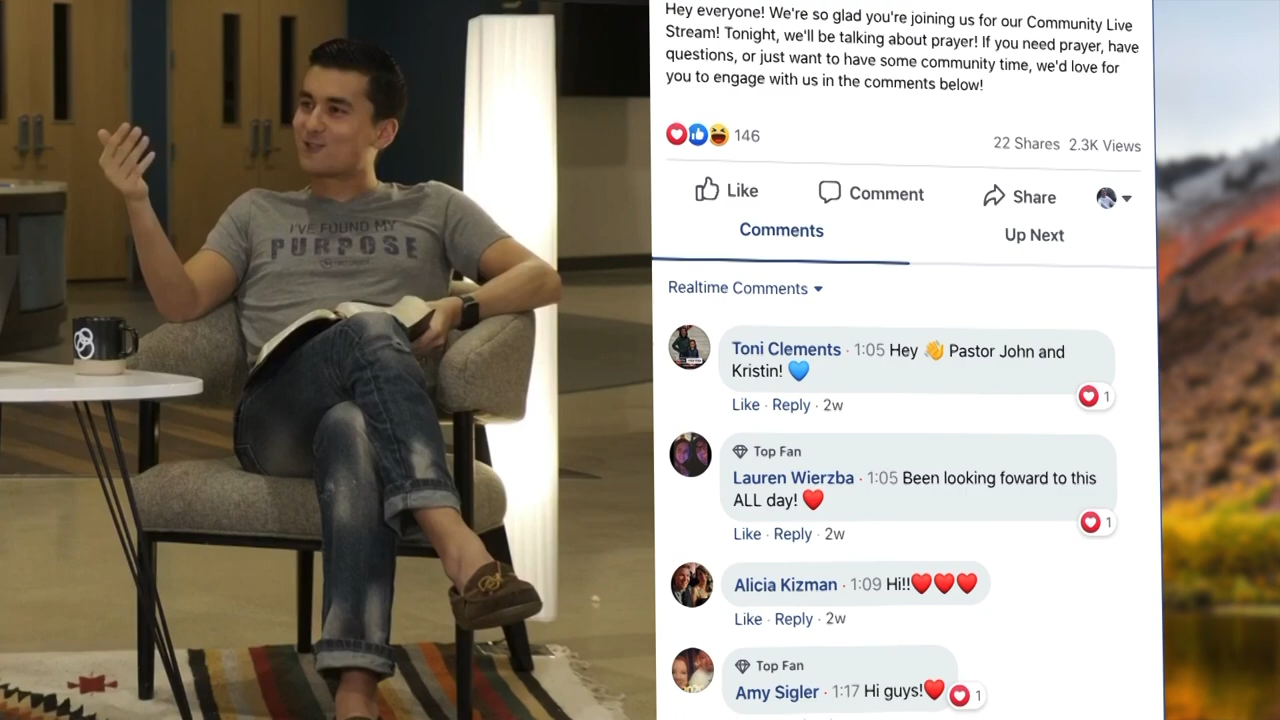 I'VE FOUND MY
PURPOSE
Hey everyone! We're so glad you're joining us for our Community Live
Stream! Tonight, we'll be talking about prayer! If you need prayer, have
questions, or just want to have some community time, we'd love for
you to engage with us in the comments below!
146
22 Shares 2.3K Views
Like Comment Share
Comments Up Next
Realtime Comments
Toni Clements · 1:05 Hey 👋 Pastor John and
Kristin! 💙
1
Like · Reply · 2w
Top Fan
Lauren Wierzba · 1:05 Been looking foward to this
ALL day! ❤️
1
Like · Reply · 2w
Alicia Kizman · 1:09 Hi!!❤️❤️❤️
Like · Reply · 2w
Top Fan
Amy Sigler · 1:17 Hi guys!❤️
1